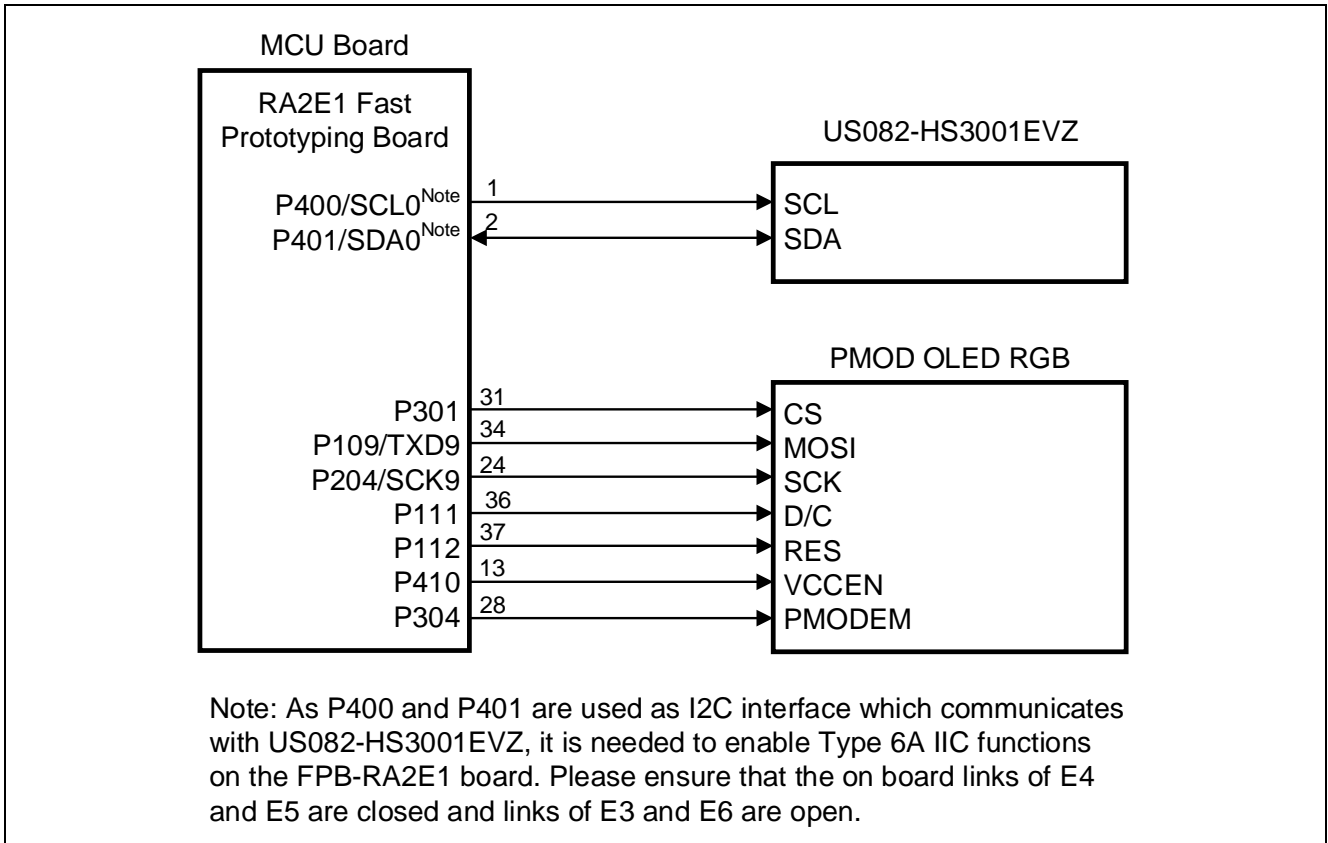 MCU Board
RA2E1 Fast
Prototyping Board
US082-HS3001EVZ
P400/SCL0Note 1 SCL
P401/SDA0Note 2 SDA
PMOD OLED RGB
P301 31 CS
P109/TXD9 34 MOSI
P204/SCK9 24 SCK
P111 36 D/C
P112 37 RES
P410 13 VCCEN
P304 28 PMODEM
Note: As P400 and P401 are used as I2C interface which communicates
with US082-HS3001EVZ, it is needed to enable Type 6A IIC functions
on the FPB-RA2E1 board. Please ensure that the on board links of E4
and E5 are closed and links of E3 and E6 are open.